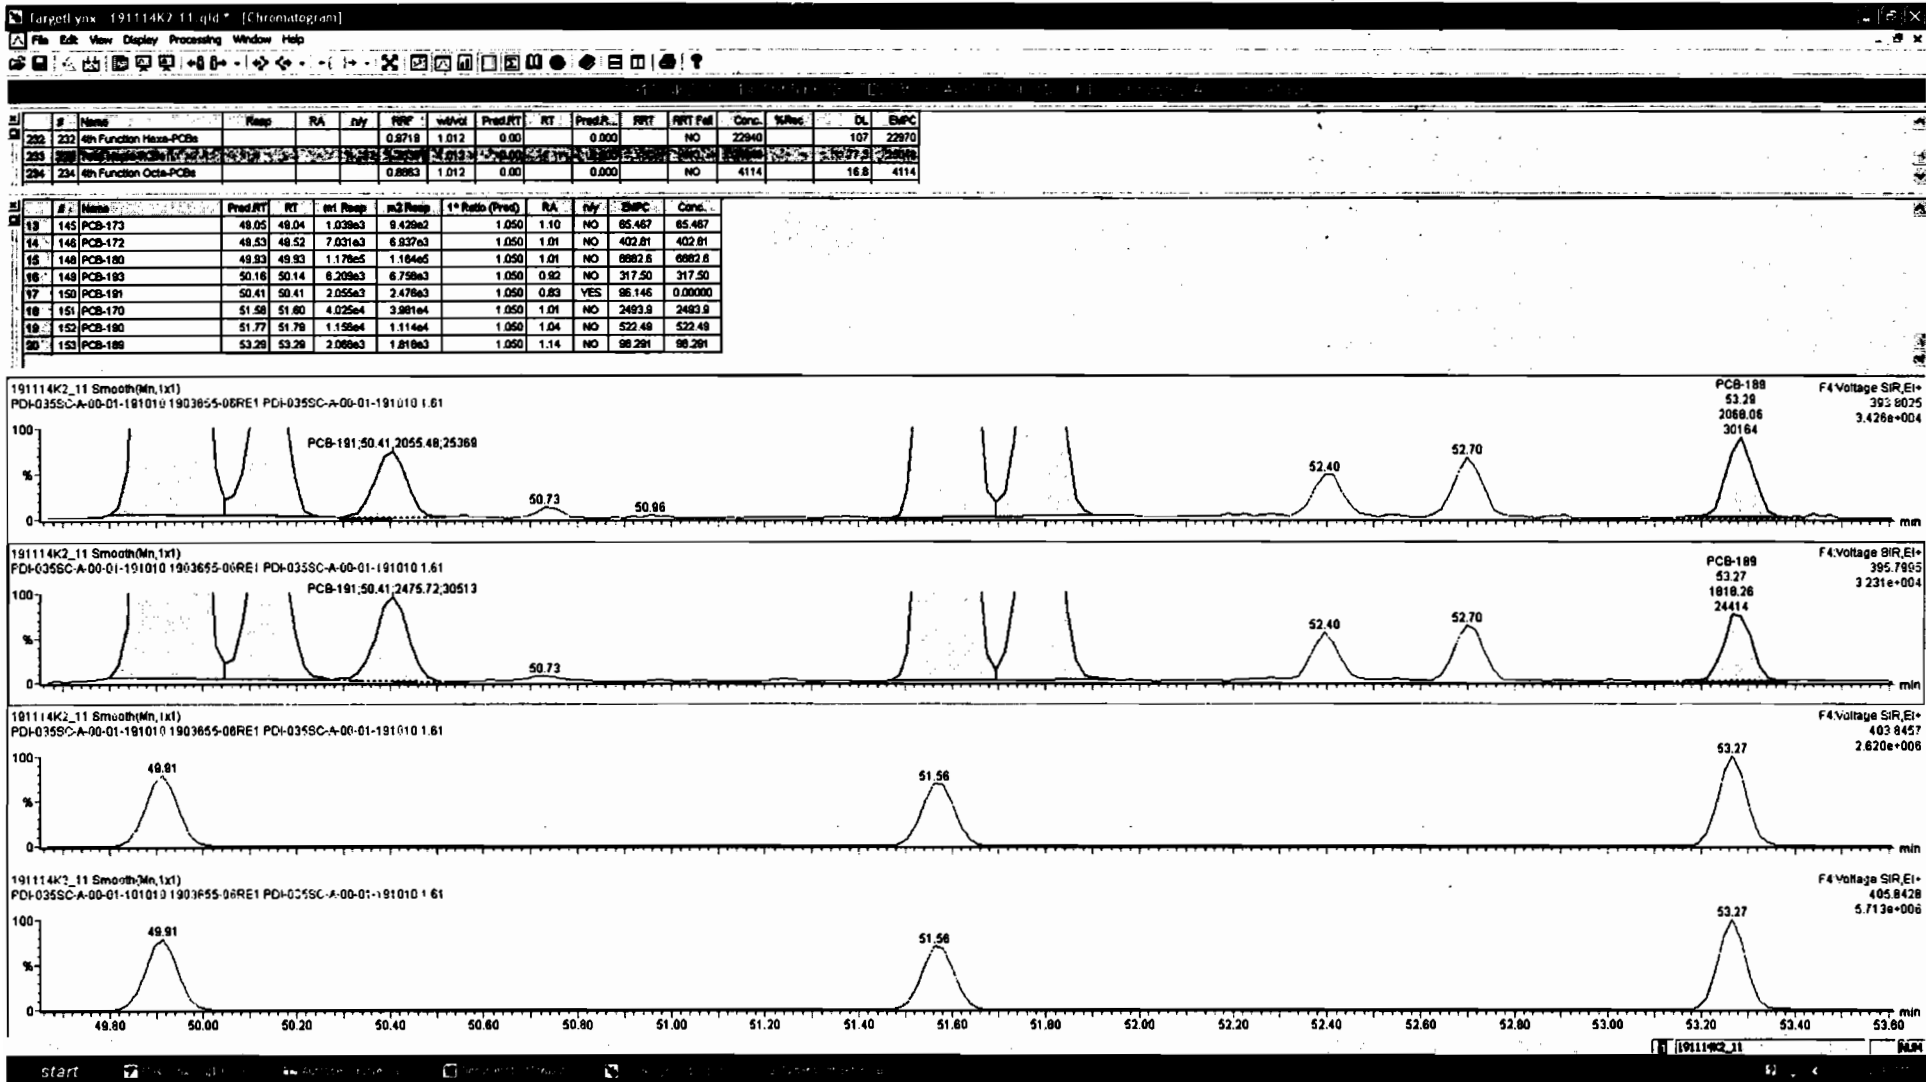 TargetLynx - 191114K2_11.qld * [Chromatogram]
File Edit View Display Processing Window Help
# Name Resp RA n/y RRF wt/vol Pred.RT RT Pred.R... RRT RRT Fail Conc. %Rec DL EMPC
232 232 4th Function Hexa-PCBs 0.9719 1.012 0.00 0.000 NO 22940 107 22970
233
234 234 4th Function Octa-PCBs 0.8863 1.012 0.00 0.000 NO 4114 16.8 4114
# Name Pred.RT RT m1 Resp m2 Resp 1° Ratio (Pred) RA n/y EMPC Conc.
13 145 PCB-173 49.05 49.04 1.039e3 9.429e2 1.050 1.10 NO 65.467 65.467
14 146 PCB-172 49.53 49.52 7.031e3 6.937e3 1.050 1.01 NO 402.81 402.81
15 148 PCB-180 49.93 49.93 1.176e5 1.164e5 1.050 1.01 NO 6682.6 6682.6
16 149 PCB-193 50.16 50.14 6.209e3 6.758e3 1.050 0.92 NO 317.50 317.50
17 150 PCB-191 50.41 50.41 2.055e3 2.476e3 1.050 0.83 YES 96.146 0.00000
18 151 PCB-170 51.58 51.60 4.025e4 3.981e4 1.050 1.01 NO 2493.9 2493.9
19 152 PCB-190 51.77 51.79 1.158e4 1.114e4 1.050 1.04 NO 522.49 522.49
20 153 PCB-189 53.29 53.29 2.068e3 1.818e3 1.050 1.14 NO 98.291 98.291
191114K2_11 Smooth(Mn,1x1)
PDI-035SC-A-00-01-191010 1903655-06RE1 PDI-035SC-A-00-01-191010 1.61
F4:Voltage SIR,EI+
393.8025
3.426e+004
100
%
0
PCB-191;50.41;2055.48;25369
50.73
50.96
52.40
52.70
PCB-189
53.29
2068.06
30164
min
191114K2_11 Smooth(Mn,1x1)
PDI-035SC-A-00-01-191010 1903655-06RE1 PDI-035SC-A-00-01-191010 1.61
F4:Voltage SIR,EI+
395.7995
3.231e+004
100
%
0
PCB-191;50.41;2475.72;30513
50.73
52.40
52.70
PCB-189
53.27
1818.26
24414
min
191114K2_11 Smooth(Mn,1x1)
PDI-035SC-A-00-01-191010 1903655-06RE1 PDI-035SC-A-00-01-191010 1.61
F4:Voltage SIR,EI+
403.8457
2.620e+006
100
%
0
49.91
51.56
53.27
min
191114K2_11 Smooth(Mn,1x1)
PDI-035SC-A-00-01-191010 1903655-06RE1 PDI-035SC-A-00-01-191010 1.61
F4:Voltage SIR,EI+
405.8428
5.713e+006
100
%
0
49.91
51.56
53.27
49.80 50.00 50.20 50.40 50.60 50.80 51.00 51.20 51.40 51.60 51.80 52.00 52.20 52.40 52.60 52.80 53.00 53.20 53.40 53.60 min
191114K2_11 NUM
start